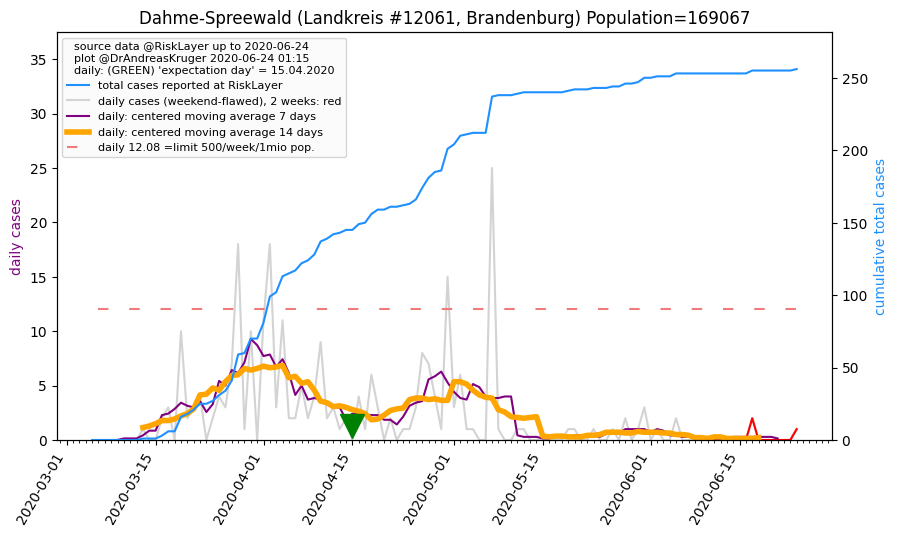 Dahme-Spreewald (Landkreis #12061, Brandenburg) Population=169067
source data @RiskLayer up to 2020-06-24
plot @DrAndreasKruger 2020-06-24 01:15
daily: (GREEN) 'expectation day' = 15.04.2020
total cases reported at RiskLayer
daily cases (weekend-flawed), 2 weeks: red
daily: centered moving average 7 days
daily: centered moving average 14 days
daily 12.08 =limit 500/week/1mio pop.
daily cases
35
30
25
20
15
10
5
0
cumulative total cases
250
200
150
100
50
0
2020-03-01
2020-03-15
2020-04-01
2020-04-15
2020-05-01
2020-05-15
2020-06-01
2020-06-15